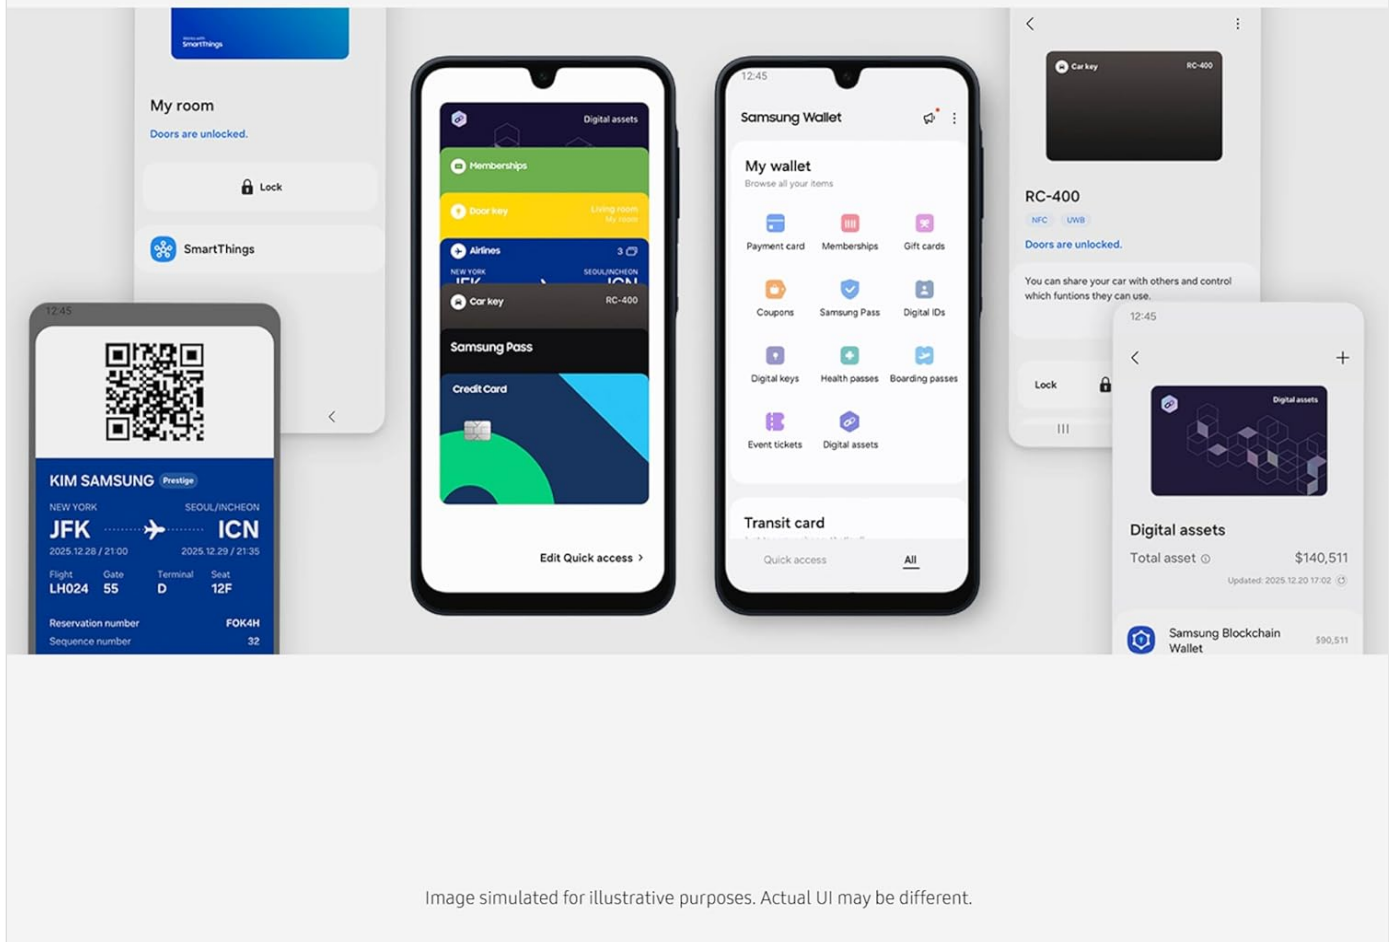 Works with
SmartThings
My room
Doors are unlocked.
Lock
SmartThings
12:45
KIM SAMSUNG Prestige
NEW YORK SEOUL/INCHEON
JFK ICN
2025.12.28 / 21:00 2025.12.29 / 21:35
Flight Gate Terminal Seat
LH024 55 D 12F
Reservation number FOK4H
Sequence number 32
Digital assets
Memberships
Door key Living room
My room
Airlines 3
NEW YORK SEOUL/INCHEON
JFK ICN
Car key RC-400
Samsung Pass
Credit Card
Edit Quick access >
12:45
Samsung Wallet
My wallet
Browse all your items
Payment card Memberships Gift cards
Coupons Samsung Pass Digital IDs
Digital keys Health passes Boarding passes
Event tickets Digital assets
Transit card
Quick access All
Car key RC-400
RC-400
NFC UWB
Doors are unlocked.
You can share your car with others and control
which funtions they can use.
Lock
12:45
Digital assets
Digital assets
Total asset $140,511
Updated: 2025.12.20 17:02
Samsung Blockchain
Wallet $90,511
Image simulated for illustrative purposes. Actual UI may be different.